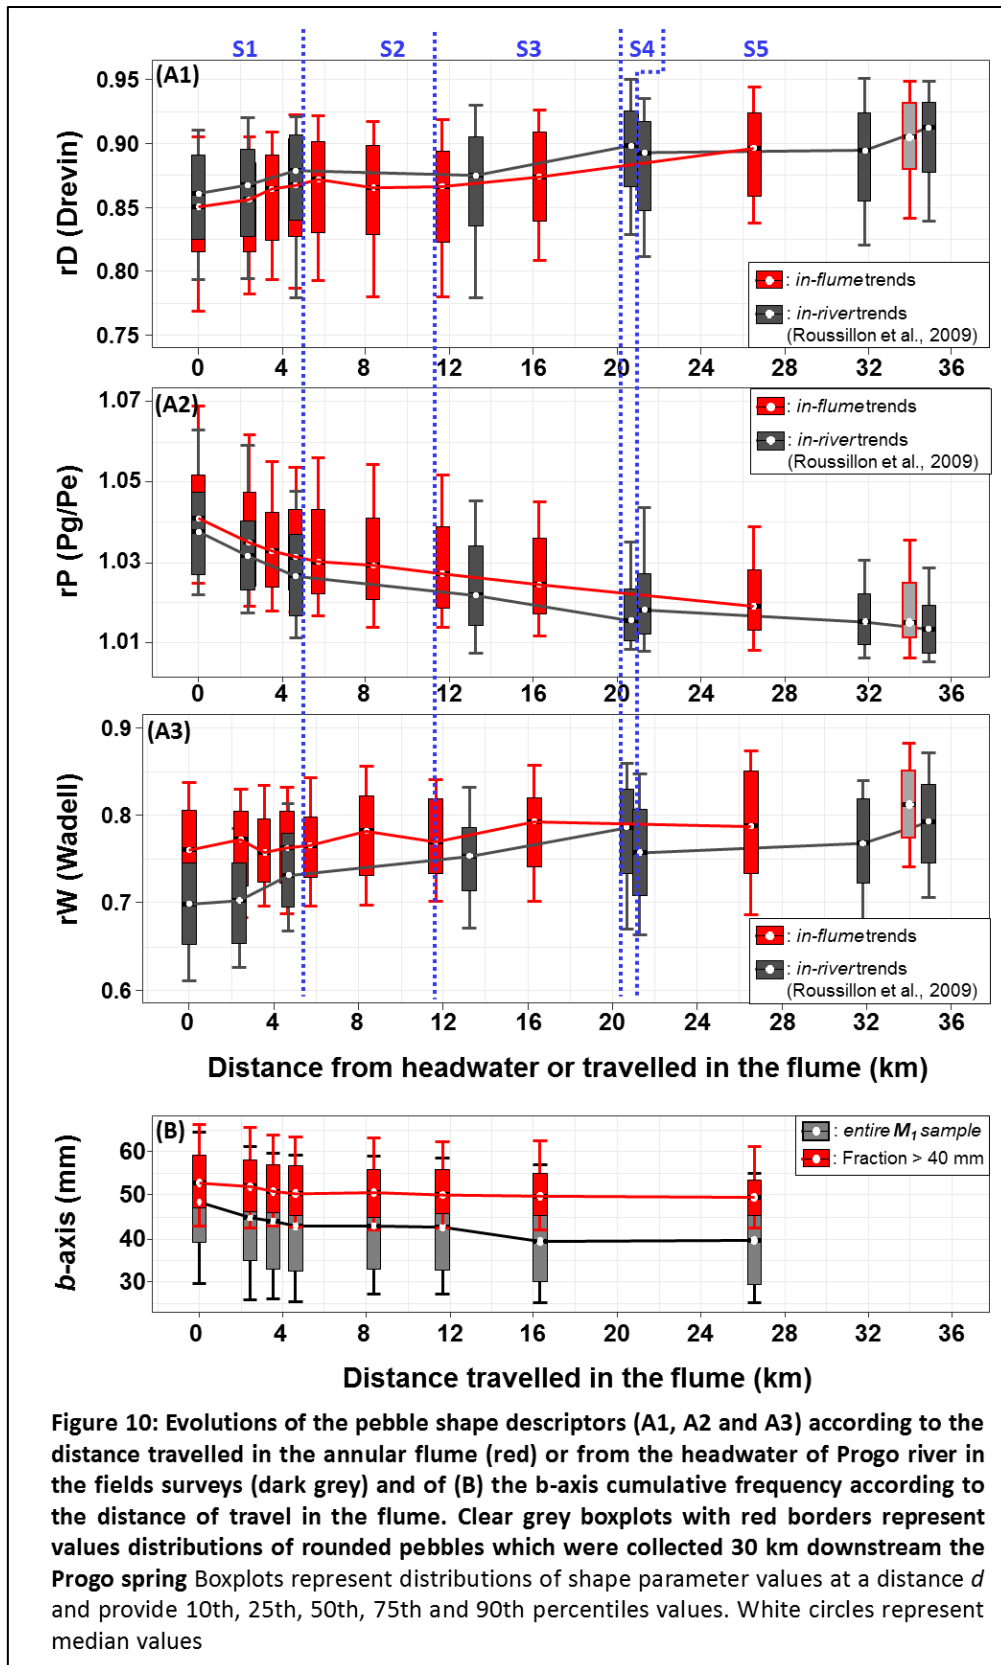 S1 S2 S3 S4 S5
(A1)
0.95
0.90
0.85
0.80
0.75
rD (Drevin)
: in-flume trends
: in-river trends
(Roussillon et al., 2009)
0 4 8 12 16 20 24 28 32 36
(A2)
1.07
1.05
1.03
1.01
rP (Pg/Pe)
: in-flume trends
: in-river trends
(Roussillon et al., 2009)
0 4 8 12 16 20 24 28 32 36
(A3)
0.9
0.8
0.7
0.6
rW (Wadell)
: in-flume trends
: in-river trends
(Roussillon et al., 2009)
0 4 8 12 16 20 24 28 32 36
Distance from headwater or travelled in the flume (km)
(B)
60
50
40
30
b-axis (mm)
: entire M1 sample
: Fraction > 40 mm
0 4 8 12 16 20 24 28 32 36
Distance travelled in the flume (km)
Figure 10: Evolutions of the pebble shape descriptors (A1, A2 and A3) according to the
distance travelled in the annular flume (red) or from the headwater of Progo river in
the fields surveys (dark grey) and of (B) the b-axis cumulative frequency according to
the distance of travel in the flume. Clear grey boxplots with red borders represent
values distributions of rounded pebbles which were collected 30 km downstream the
Progo spring Boxplots represent distributions of shape parameter values at a distance d
and provide 10th, 25th, 50th, 75th and 90th percentiles values. White circles represent
median values